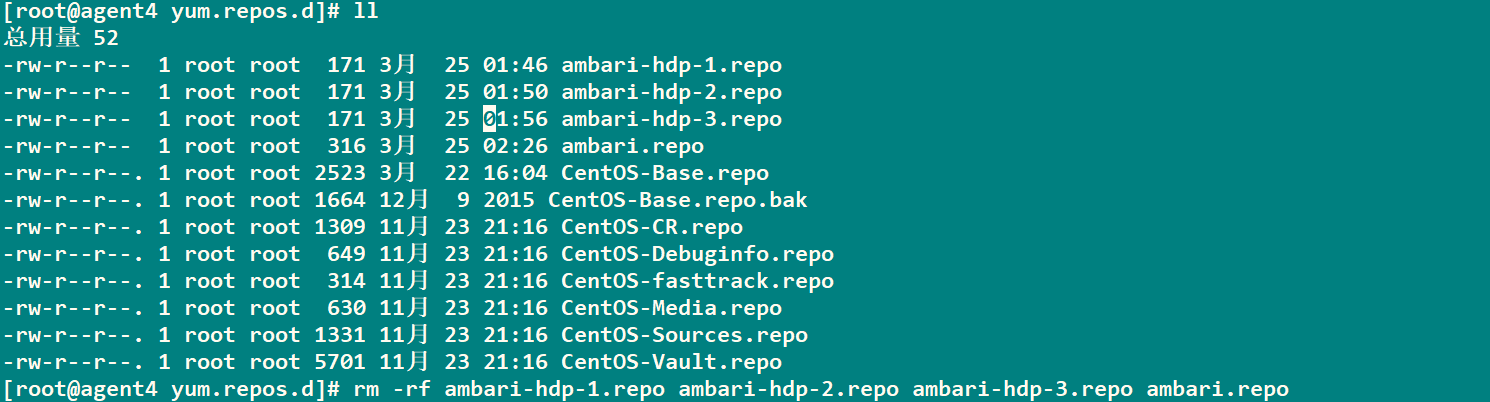 [root@agent4 yum.repos.d]# ll
总用量 52
-rw-r--r--  1 root root  171 3月  25 01:46 ambari-hdp-1.repo
-rw-r--r--  1 root root  171 3月  25 01:50 ambari-hdp-2.repo
-rw-r--r--  1 root root  171 3月  25 01:56 ambari-hdp-3.repo
-rw-r--r--  1 root root  316 3月  25 02:26 ambari.repo
-rw-r--r--. 1 root root 2523 3月  22 16:04 CentOS-Base.repo
-rw-r--r--. 1 root root 1664 12月  9 2015 CentOS-Base.repo.bak
-rw-r--r--. 1 root root 1309 11月 23 21:16 CentOS-CR.repo
-rw-r--r--. 1 root root  649 11月 23 21:16 CentOS-Debuginfo.repo
-rw-r--r--. 1 root root  314 11月 23 21:16 CentOS-fasttrack.repo
-rw-r--r--. 1 root root  630 11月 23 21:16 CentOS-Media.repo
-rw-r--r--. 1 root root 1331 11月 23 21:16 CentOS-Sources.repo
-rw-r--r--. 1 root root 5701 11月 23 21:16 CentOS-Vault.repo
[root@agent4 yum.repos.d]# rm -rf ambari-hdp-1.repo ambari-hdp-2.repo ambari-hdp-3.repo ambari.repo